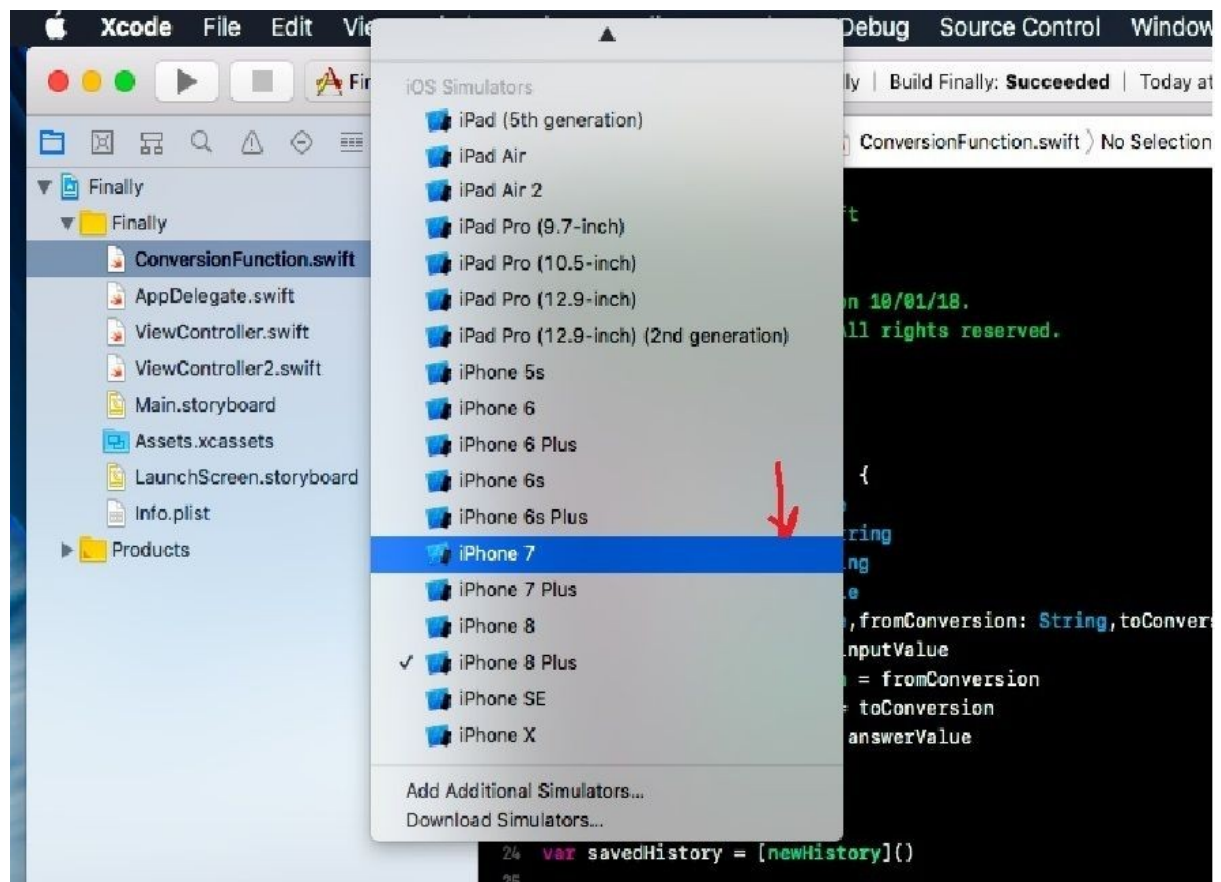 Xcode File Edit Vie Debug Source Control Window
Fin lly | Build Finally: Succeeded | Today at
ConversionFunction.swift 〉 No Selection
iOS Simulators
iPad (5th generation)
iPad Air
iPad Air 2
iPad Pro (9.7-inch)
iPad Pro (10.5-inch)
iPad Pro (12.9-inch)
iPad Pro (12.9-inch) (2nd generation)
iPhone 5s
iPhone 6
iPhone 6 Plus
iPhone 6s
iPhone 6s Plus
iPhone 7
iPhone 7 Plus
iPhone 8
✓ iPhone 8 Plus
iPhone SE
iPhone X
Add Additional Simulators...
Download Simulators...
Finally
Finally
ConversionFunction.swift
AppDelegate.swift
ViewController.swift
ViewController2.swift
Main.storyboard
Assets.xcassets
LaunchScreen.storyboard
Info.plist
Products
n 10/01/18.
ll rights reserved.
{
ring
ng
e
,fromConversion: String,toConvers
nputValue
= fromConversion
= toConversion
answerValue
24 var savedHistory = [newHistory]()